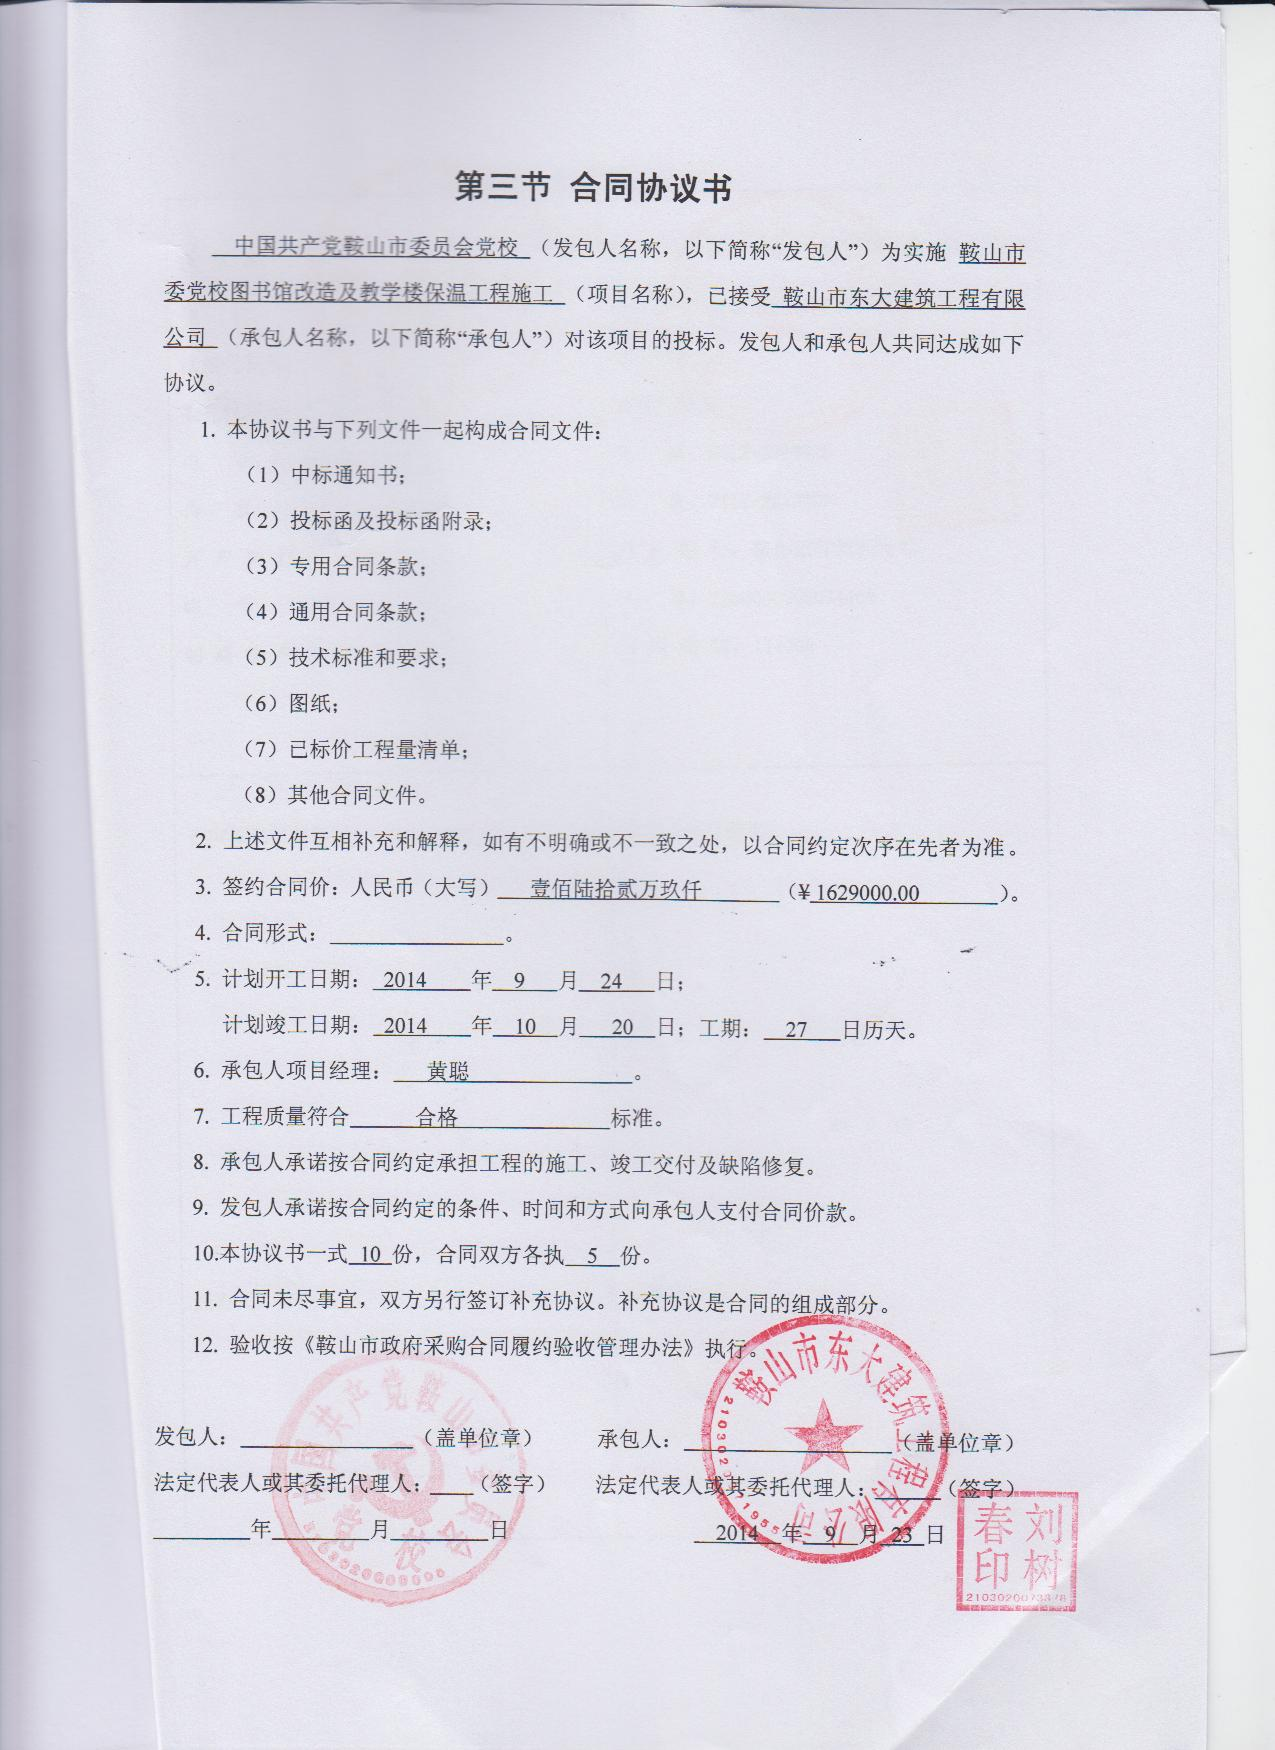 第三节 合同协议书
中国共产党鞍山市委员会党校 （发包人名称，以下简称“发包人”）为实施 鞍山市
委党校图书馆改造及教学楼保温工程施工 （项目名称），已接受 鞍山市东大建筑工程有限
公司 （承包人名称，以下简称“承包人”）对该项目的投标。发包人和承包人共同达成如下
协议。
1. 本协议书与下列文件一起构成合同文件：
（1）中标通知书；
（2）投标函及投标函附录；
（3）专用合同条款；
（4）通用合同条款；
（5）技术标准和要求；
（6）图纸；
（7）已标价工程量清单；
（8）其他合同文件。
2. 上述文件互相补充和解释，如有不明确或不一致之处，以合同约定次序在先者为准。
3. 签约合同价：人民币（大写） 壹佰陆拾贰万玖仟 （¥ 1629000.00 ）。
4. 合同形式： 。
5. 计划开工日期： 2014 年 9 月 24 日；
计划竣工日期： 2014 年 10 月 20 日；工期： 27 日历天。
6. 承包人项目经理： 黄聪 。
7. 工程质量符合 合格 标准。
8. 承包人承诺按合同约定承担工程的施工、竣工交付及缺陷修复。
9. 发包人承诺按合同约定的条件、时间和方式向承包人支付合同价款。
10.本协议书一式 10 份，合同双方各执 5 份。
11. 合同未尽事宜，双方另行签订补充协议。补充协议是合同的组成部分。
12. 验收按《鞍山市政府采购合同履约验收管理办法》执行。
发包人： （盖单位章） 承包人： （盖单位章）
法定代表人或其委托代理人： （签字） 法定代表人或其委托代理人： （签字）
年 月 日 2014 年 9 月 23 日
中国共产党鞍山市委员会党校
鞍山市东大建筑工程有限公司
刘树春印